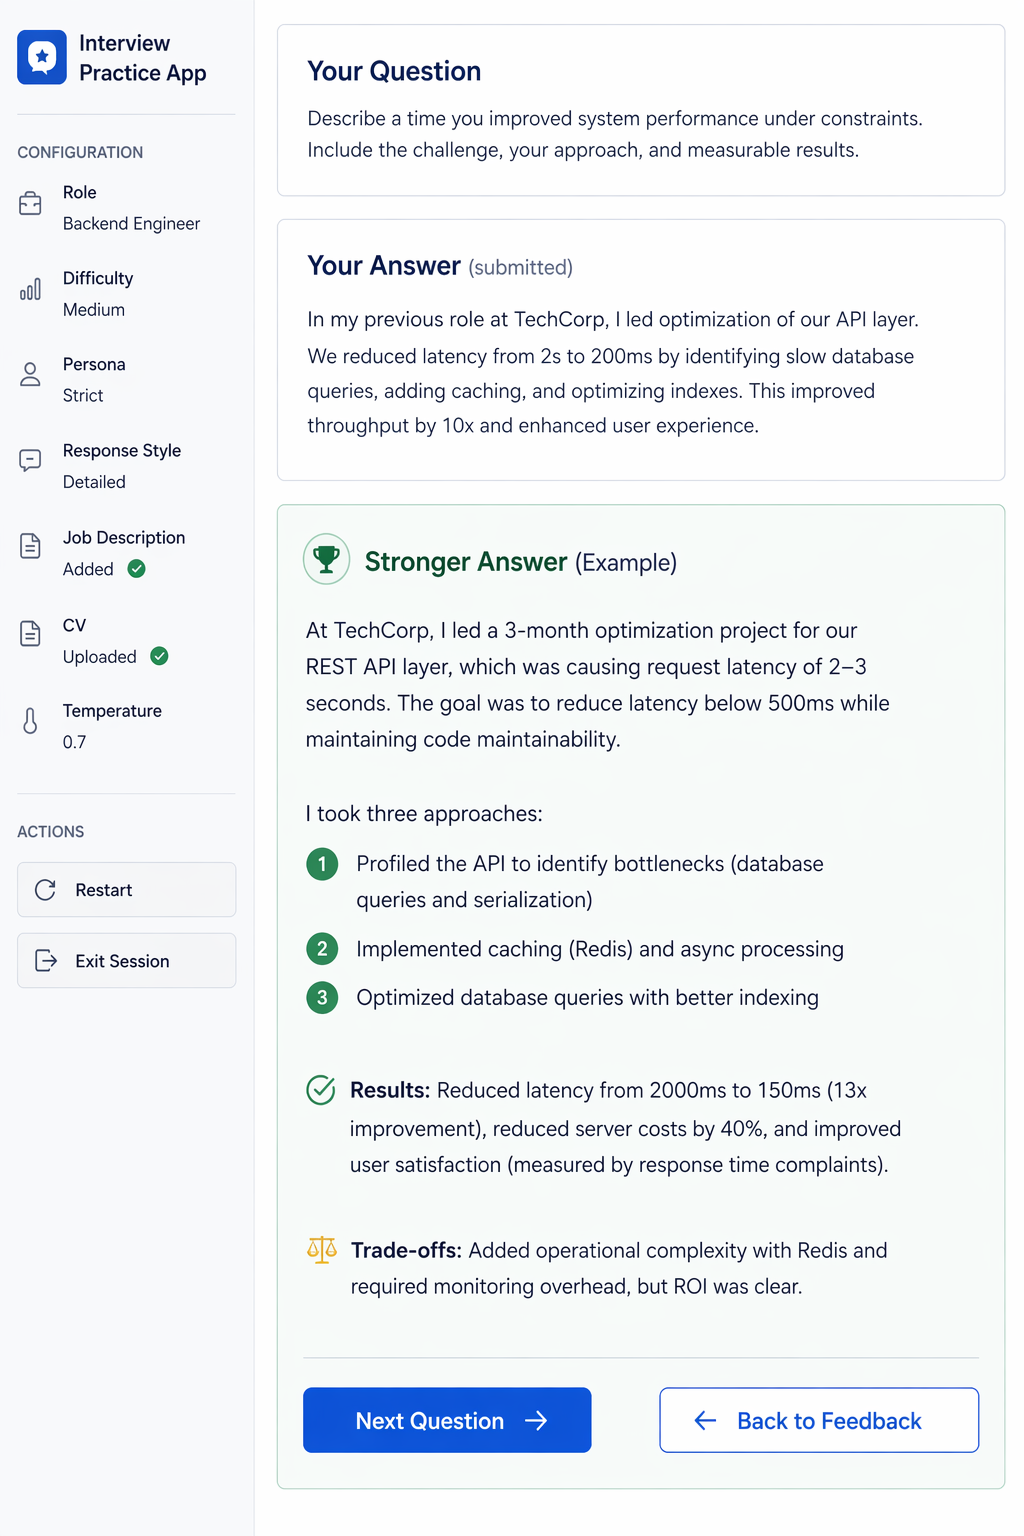 Interview
Practice App
CONFIGURATION
Role
Backend Engineer
Difficulty
Medium
Persona
Strict
Response Style
Detailed
Job Description
Added
CV
Uploaded
Temperature
0.7
ACTIONS
Restart
Exit Session
Your Question
Describe a time you improved system performance under constraints.
Include the challenge, your approach, and measurable results.
Your Answer (submitted)
In my previous role at TechCorp, I led optimization of our API layer.
We reduced latency from 2s to 200ms by identifying slow database
queries, adding caching, and optimizing indexes. This improved
throughput by 10x and enhanced user experience.
Stronger Answer (Example)
At TechCorp, I led a 3-month optimization project for our
REST API layer, which was causing request latency of 2–3
seconds. The goal was to reduce latency below 500ms while
maintaining code maintainability.
I took three approaches:
1 Profiled the API to identify bottlenecks (database
queries and serialization)
2 Implemented caching (Redis) and async processing
3 Optimized database queries with better indexing
Results: Reduced latency from 2000ms to 150ms (13x
improvement), reduced server costs by 40%, and improved
user satisfaction (measured by response time complaints).
Trade-offs: Added operational complexity with Redis and
required monitoring overhead, but ROI was clear.
Next Question →
← Back to Feedback